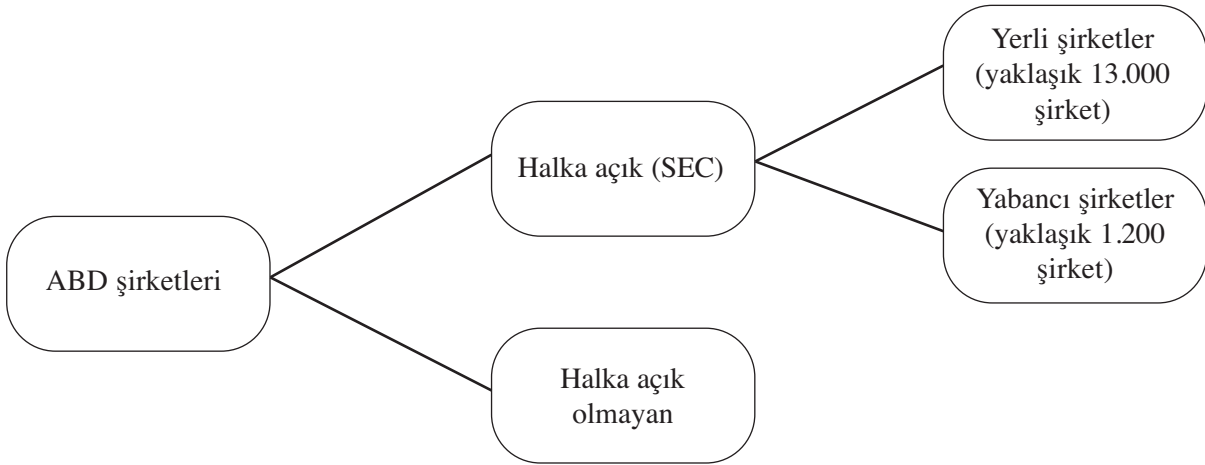 Yerli şirketler
(yaklaşık 13.000
şirket)
Halka açık (SEC)
Yabancı şirketler
(yaklaşık 1.200
şirket)
ABD şirketleri
Halka açık
olmayan